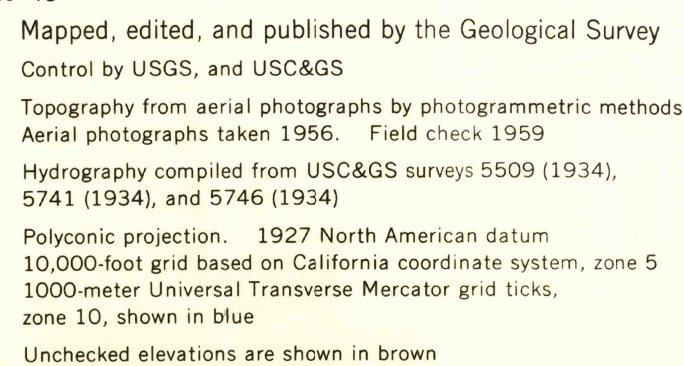 Mapped, edited, and published by the Geological Survey
Control by USGS, and USC&GS
Topography from aerial photographs by photogrammetric methods
Aerial photographs taken 1956. Field check 1959
Hydrography compiled from USC&GS surveys 5509 (1934),
5741 (1934), and 5746 (1934)
Polyconic projection. 1927 North American datum
10,000-foot grid based on California coordinate system, zone 5
1000-meter Universal Transverse Mercator grid ticks,
zone 10, shown in blue
Unchecked elevations are shown in brown